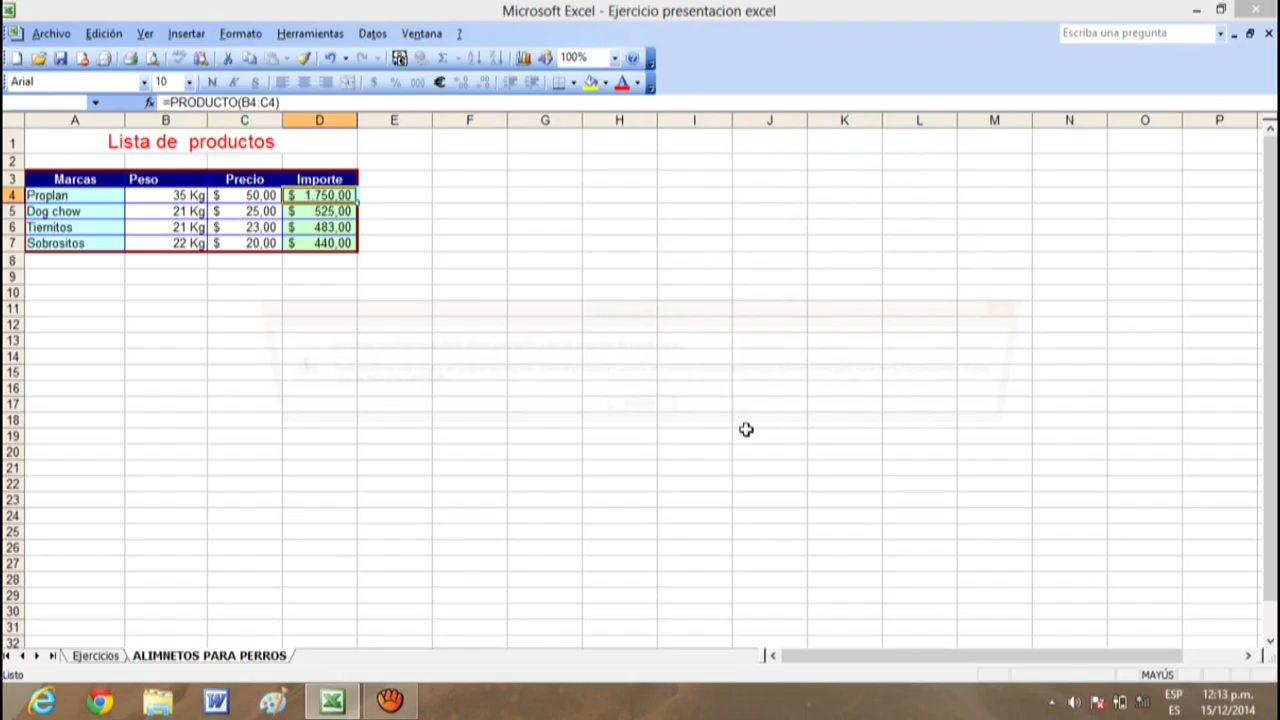 Microsoft Excel - Ejercicio presentacion excel
Archivo Edición Ver Insertar Formato Herramientas Datos Ventana ? Escriba una pregunta
100%
Arial 10 N K S $ % 000 € A
fx =PRODUCTO(B4:C4)
A B C D E F G H I J K L M N O P
1 Lista de productos
2
3 Marcas Peso Precio Importe
4 Proplan 35 Kg $ 50,00 $ 1.750,00
5 Dog chow 21 Kg $ 25,00 $ 525,00
6 Tiernitos 21 Kg $ 23,00 $ 483,00
7 Sobrositos 22 Kg $ 20,00 $ 440,00
8
9
10
11
12
13
14
15
16
17
18
19
20
21
22
23
24
25
26
27
28
29
30
31
32
Ejercicios ALIMNETOS PARA PERROS
Listo MAYÚS
ESP 12:13 p.m.
ES 15/12/2014